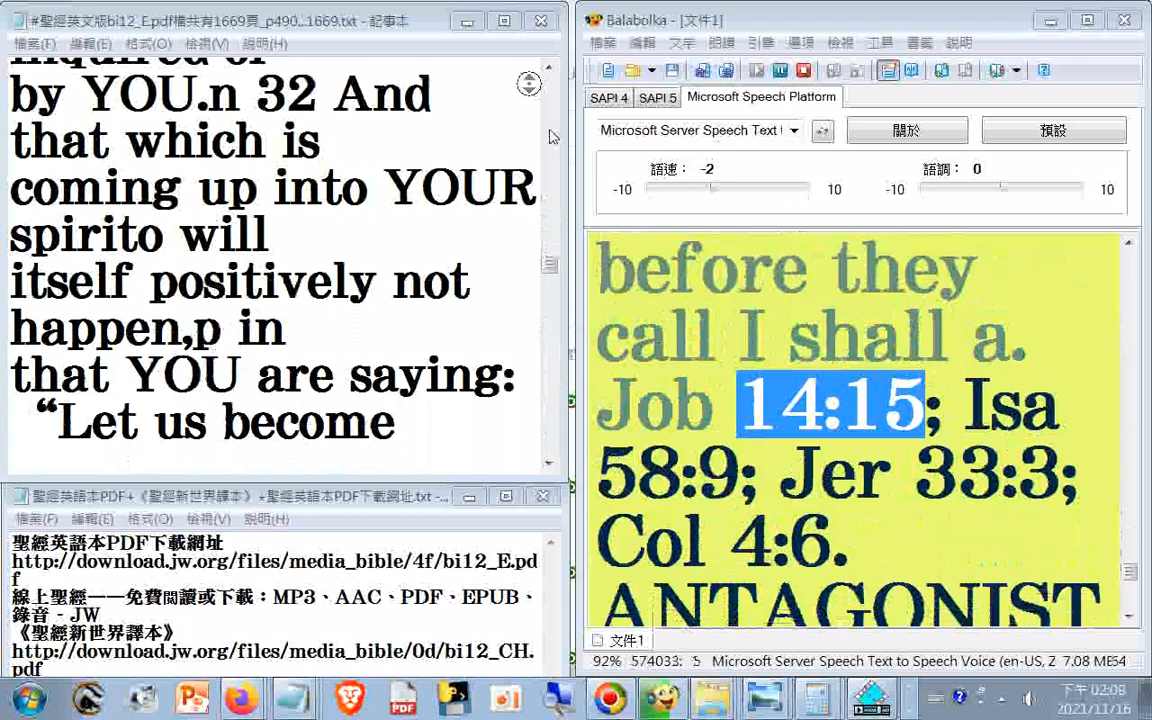 #聖經英文版bi12_E.pdf檔共有1669頁_p490...1669.txt - 記事本
檔案(F) 編輯(E) 格式(O) 檢視(V) 說明(H)
inquired of
by YOU.n 32 And
that which is
coming up into YOUR
spirito will
itself positively not
happen,p in
that YOU are saying:
“Let us become
聖經英語本PDF+《聖經新世界譯本》+聖經英語本PDF下載網址.txt -...
檔案(F) 編輯(E) 格式(O) 檢視(V) 說明(H)
聖經英語本PDF下載網址
http://download.jw.org/files/media_bible/4f/bi12_E.pd
f
線上聖經——免費閱讀或下載：MP3、AAC、PDF、EPUB、
錄音 - JW
《聖經新世界譯本》
http://download.jw.org/files/media_bible/0d/bi12_CH.
pdf
Balabolka - [文件1]
檔案 編輯 文字 朗讀 引擎 選項 檢視 工具 書籤 說明
SAPI 4 SAPI 5 Microsoft Speech Platform
Microsoft Server Speech Text 關於 預設
語速： -2 語調： 0
-10 10 -10 10
before they
call I shall a.
Job 14:15; Isa
58:9; Jer 33:3;
Col 4:6.
ANTAGONIST
文件1
92% 574033: Microsoft Server Speech Text to Speech Voice (en-US, Z 7.08 ME54
下午 02:08
2021/11/16